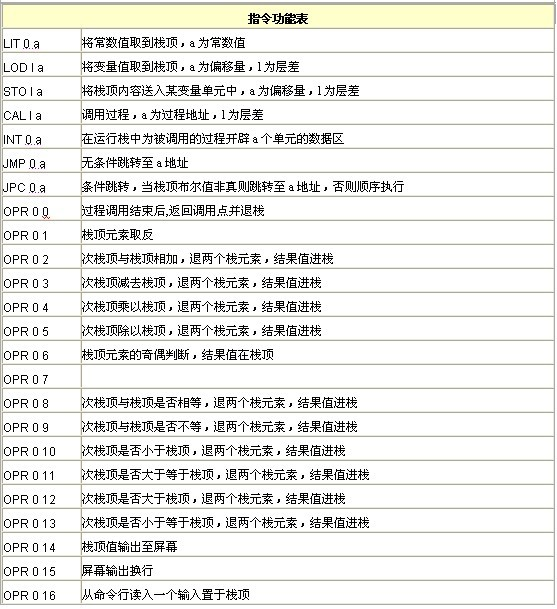 指令功能表
LIT 0 a 将常数值取到栈顶，a 为常数值
LOD l a 将变量值取到栈顶，a 为偏移量，l 为层差
STO l a 将栈顶内容送入某变量单元中，a 为偏移量，l 为层差
CAL l a 调用过程，a 为过程地址，l 为层差
INT 0 a 在运行栈中为被调用的过程开辟 a 个单元的数据区
JMP 0 a 无条件跳转至 a 地址
JPC 0 a 条件跳转，当栈顶布尔值非真则跳转至 a 地址，否则顺序执行
OPR 0 0 过程调用结束后,返回调用点并退栈
OPR 0 1 栈顶元素取反
OPR 0 2 次栈顶与栈顶相加，退两个栈元素，结果值进栈
OPR 0 3 次栈顶减去栈顶，退两个栈元素，结果值进栈
OPR 0 4 次栈顶乘以栈顶，退两个栈元素，结果值进栈
OPR 0 5 次栈顶除以栈顶，退两个栈元素，结果值进栈
OPR 0 6 栈顶元素的奇偶判断，结果值在栈顶
OPR 0 7
OPR 0 8 次栈顶与栈顶是否相等，退两个栈元素，结果值进栈
OPR 0 9 次栈顶与栈顶是否不等，退两个栈元素，结果值进栈
OPR 0 10 次栈顶是否小于栈顶，退两个栈元素，结果值进栈
OPR 0 11 次栈顶是否大于等于栈顶，退两个栈元素，结果值进栈
OPR 0 12 次栈顶是否大于栈顶，退两个栈元素，结果值进栈
OPR 0 13 次栈顶是否小于等于栈顶，退两个栈元素，结果值进栈
OPR 0 14 栈顶值输出至屏幕
OPR 0 15 屏幕输出换行
OPR 0 16 从命令行读入一个输入置于栈顶